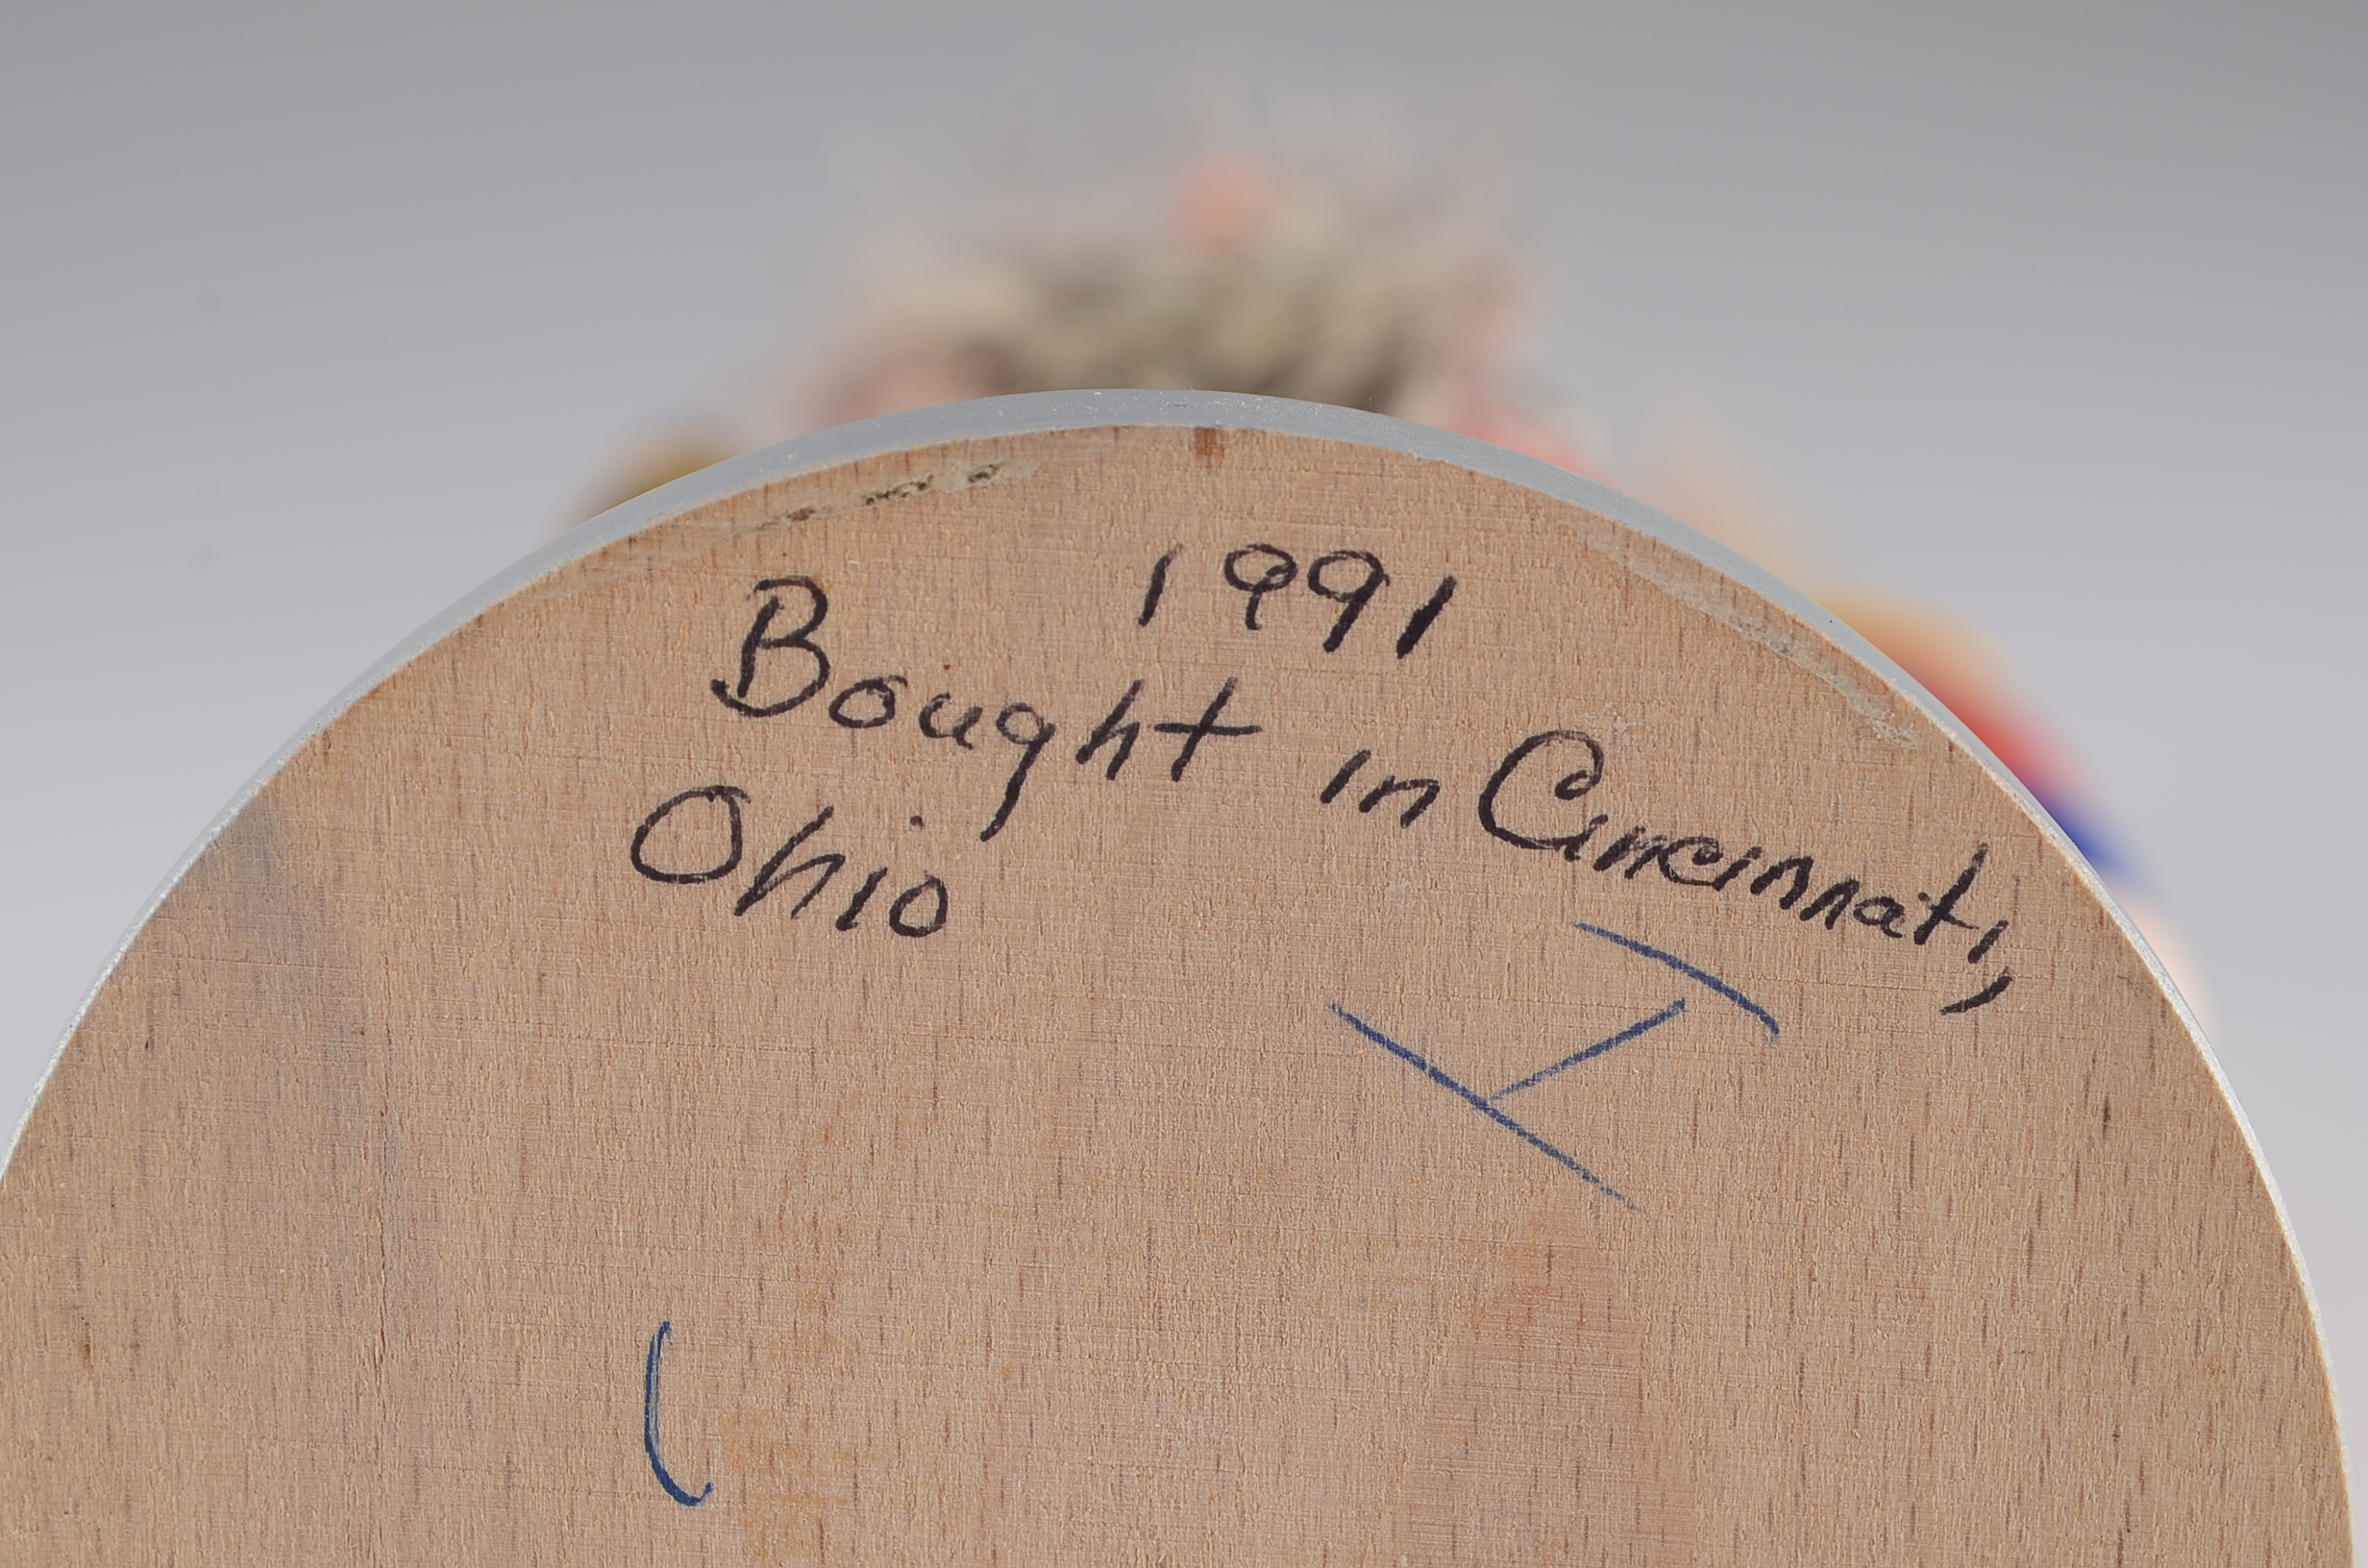 1991
Bought in Cincinnati,
Ohio